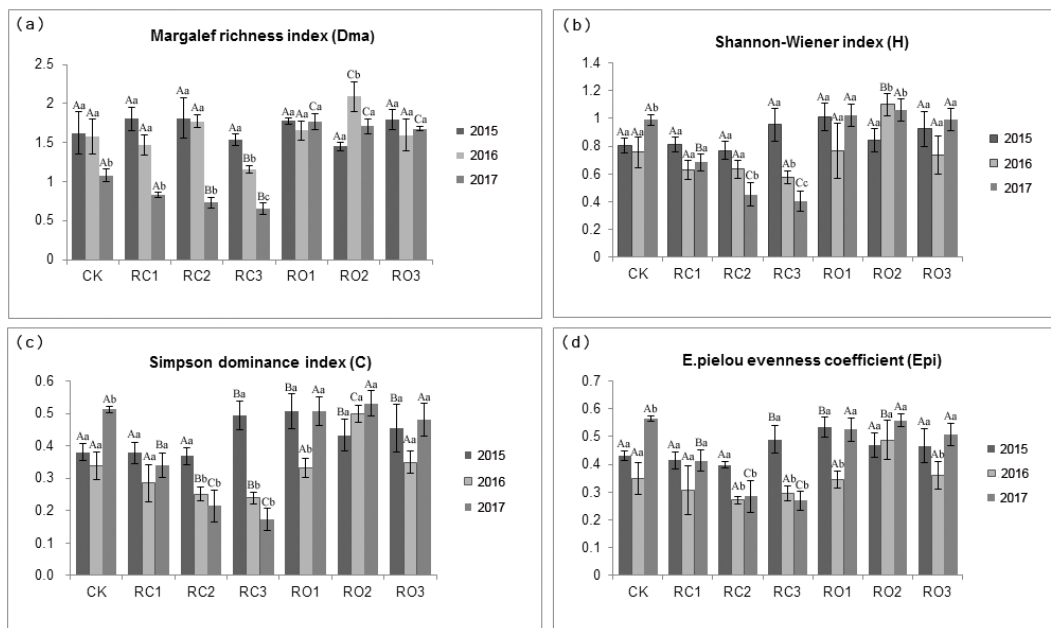 (a)
Margalef richness index (Dma)
2.5
2
1.5
1
0.5
0
Aa Aa Ab
Aa Aa Ab
Aa Aa Bb
Aa Bb Bc
Aa Aa Ca
Aa Cb Ca
Aa Aa Ca
CK RC1 RC2 RC3 RO1 RO2 RO3
2015
2016
2017
(b)
Shannon-Wiener index (H)
1.4
1.2
1
0.8
0.6
0.4
0.2
0
Aa Aa Ab
Aa Ca Ba
Aa Aa Cb
Aa Ab Cc
Aa Aa Aa
Aa Bb Ab
Aa Aa Aa
CK RC1 RC2 RC3 RO1 RO2 RO3
2015
2016
2017
(c)
Simpson dominance index (C)
0.6
0.5
0.4
0.3
0.2
0.1
0.0
Aa Aa Ab
Aa Aa Ba
Aa Bb Cb
Ba Bb Cb
Ba Ab Aa
Ba Ca Aa
Ba Aa Aa
CK RC1 RC2 RC3 RO1 RO2 RO3
2015
2016
2017
(d)
E.pielou evenness coefficient (Epi)
0.7
0.6
0.5
0.4
0.3
0.2
0.1
0
Aa Aa Ab
Aa Aa Ba
Aa Ab Cb
Ba Ab Cb
Ba Ab Aa
Aa Ba Aa
Aa Ab Aa
CK RC1 RC2 RC3 RO1 RO2 RO3
2015
2016
2017